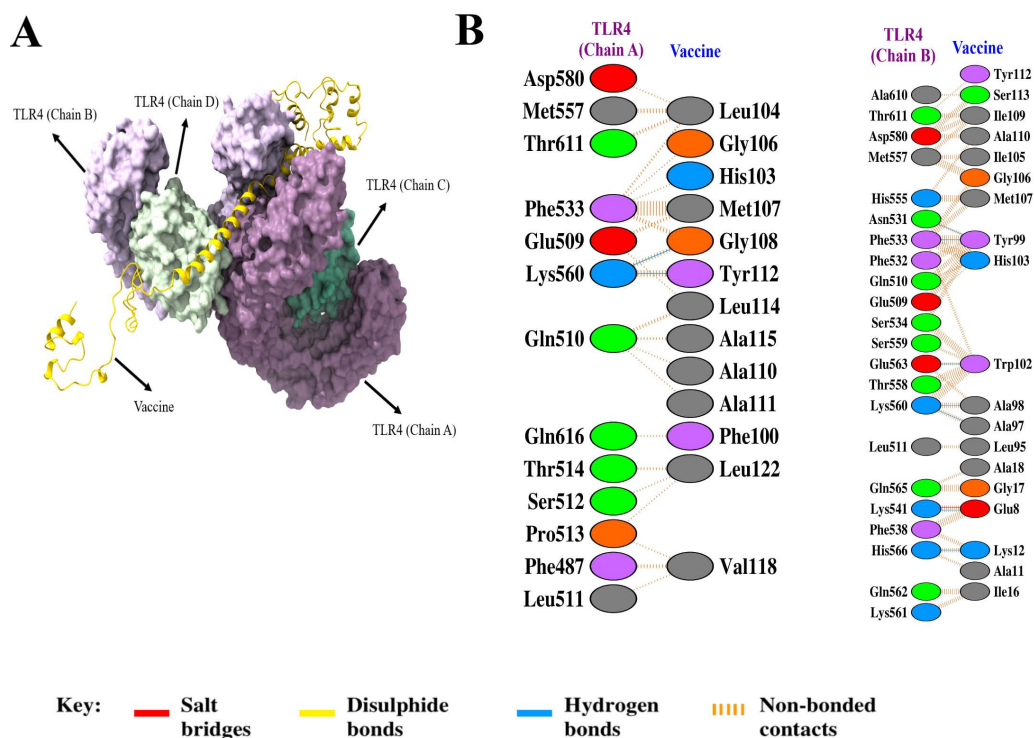 A
TLR4 (Chain B)
TLR4 (Chain D)
TLR4 (Chain C)
Vaccine
TLR4 (Chain A)
B
TLR4
(Chain A)
Vaccine
Asp580
Met557
Thr611
Phe533
Glu509
Lys560
Gln510
Gln616
Thr514
Ser512
Pro513
Phe487
Leu511
Leu104
Gly106
His103
Met107
Gly108
Tyr112
Leu114
Ala115
Ala110
Ala111
Phe100
Leu122
Val118
TLR4
(Chain B)
Vaccine
Ala610
Thr611
Asp580
Met557
His555
Asn531
Phe533
Phe532
Gln510
Glu509
Ser534
Ser559
Glu563
Thr558
Lys560
Leu511
Gln565
Lys541
Phe538
His566
Gln562
Lys561
Tyr112
Ser113
Ile109
Ala110
Ile105
Gly106
Met107
Tyr99
His103
Trp102
Ala98
Ala97
Leu95
Ala18
Gly17
Glu8
Lys12
Ala11
Ile16
Key:
Salt
bridges
Disulphide
bonds
Hydrogen
bonds
Non-bonded
contacts